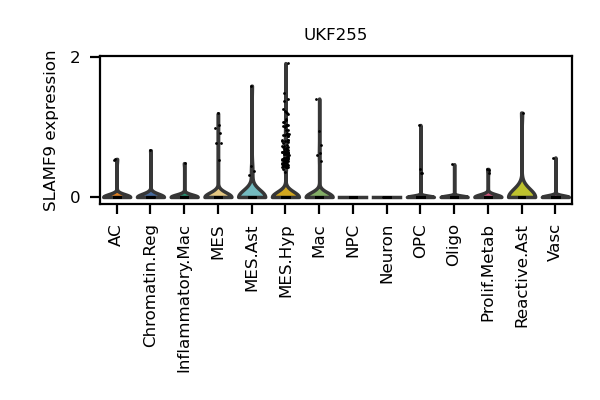 UKF255
SLAMF9 expression
2
0
AC
Chromatin.Reg
Inflammatory.Mac
MES
MES.Ast
MES.Hyp
Mac
NPC
Neuron
OPC
Oligo
Prolif.Metab
Reactive.Ast
Vasc